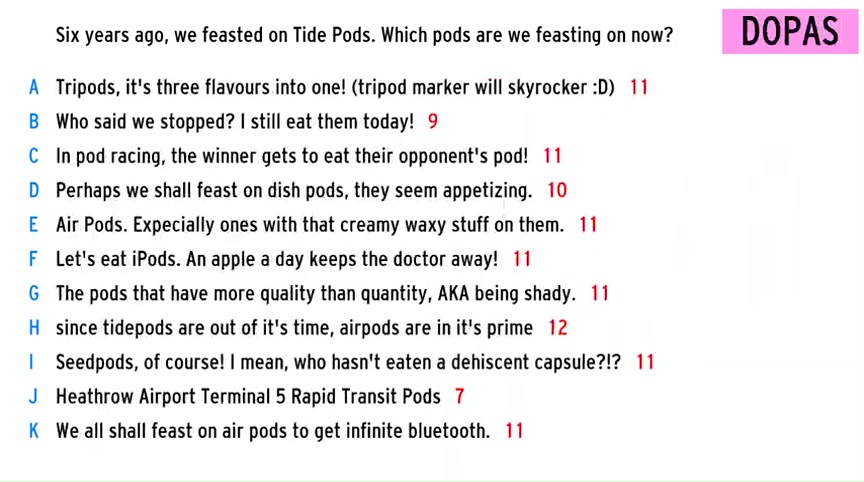 Six years ago, we feasted on Tide Pods. Which pods are we feasting on now?
DOPAS
A Tripods, it's three flavours into one! (tripod marker will skyrocker :D) 11
B Who said we stopped? I still eat them today! 9
C In pod racing, the winner gets to eat their opponent's pod! 11
D Perhaps we shall feast on dish pods, they seem appetizing. 10
E Air Pods. Expecially ones with that creamy waxy stuff on them. 11
F Let's eat iPods. An apple a day keeps the doctor away! 11
G The pods that have more quality than quantity, AKA being shady. 11
H since tidepods are out of it's time, airpods are in it's prime 12
I Seedpods, of course! I mean, who hasn't eaten a dehiscent capsule?!? 11
J Heathrow Airport Terminal 5 Rapid Transit Pods 7
K We all shall feast on air pods to get infinite bluetooth. 11